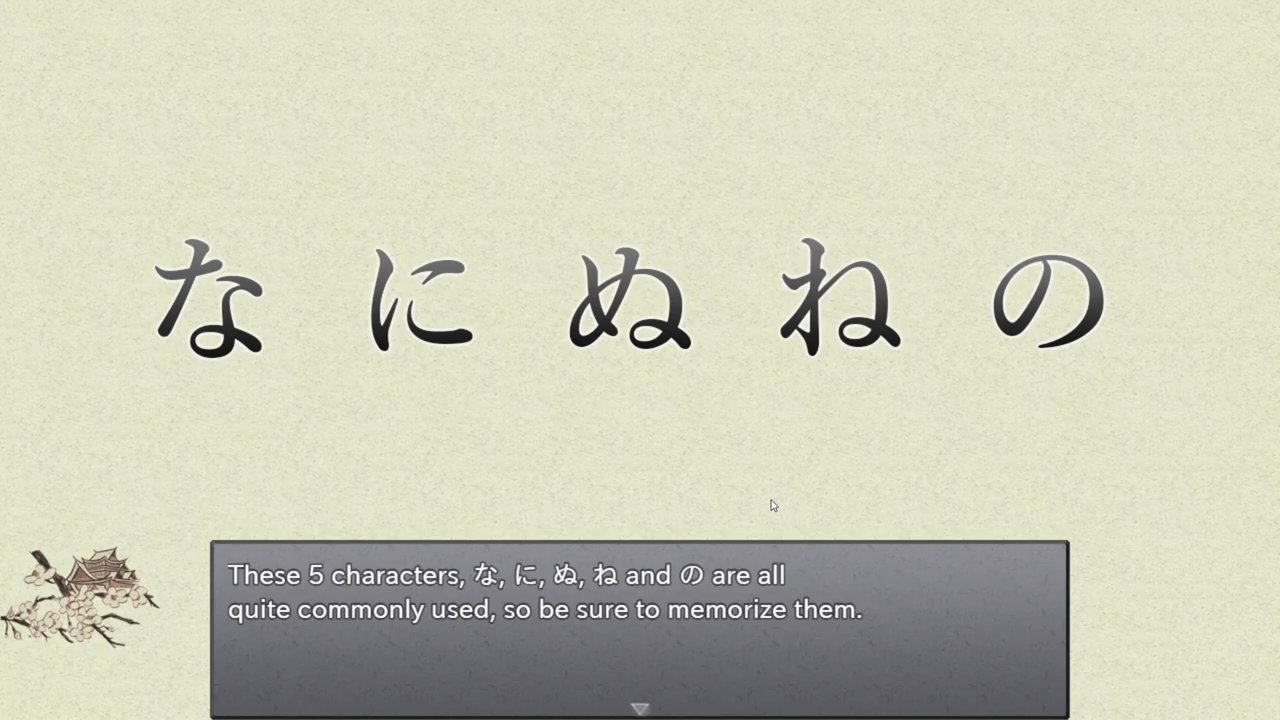 な に ぬ ね の
These 5 characters, な, に, ぬ, ね and の are all
quite commonly used, so be sure to memorize them.